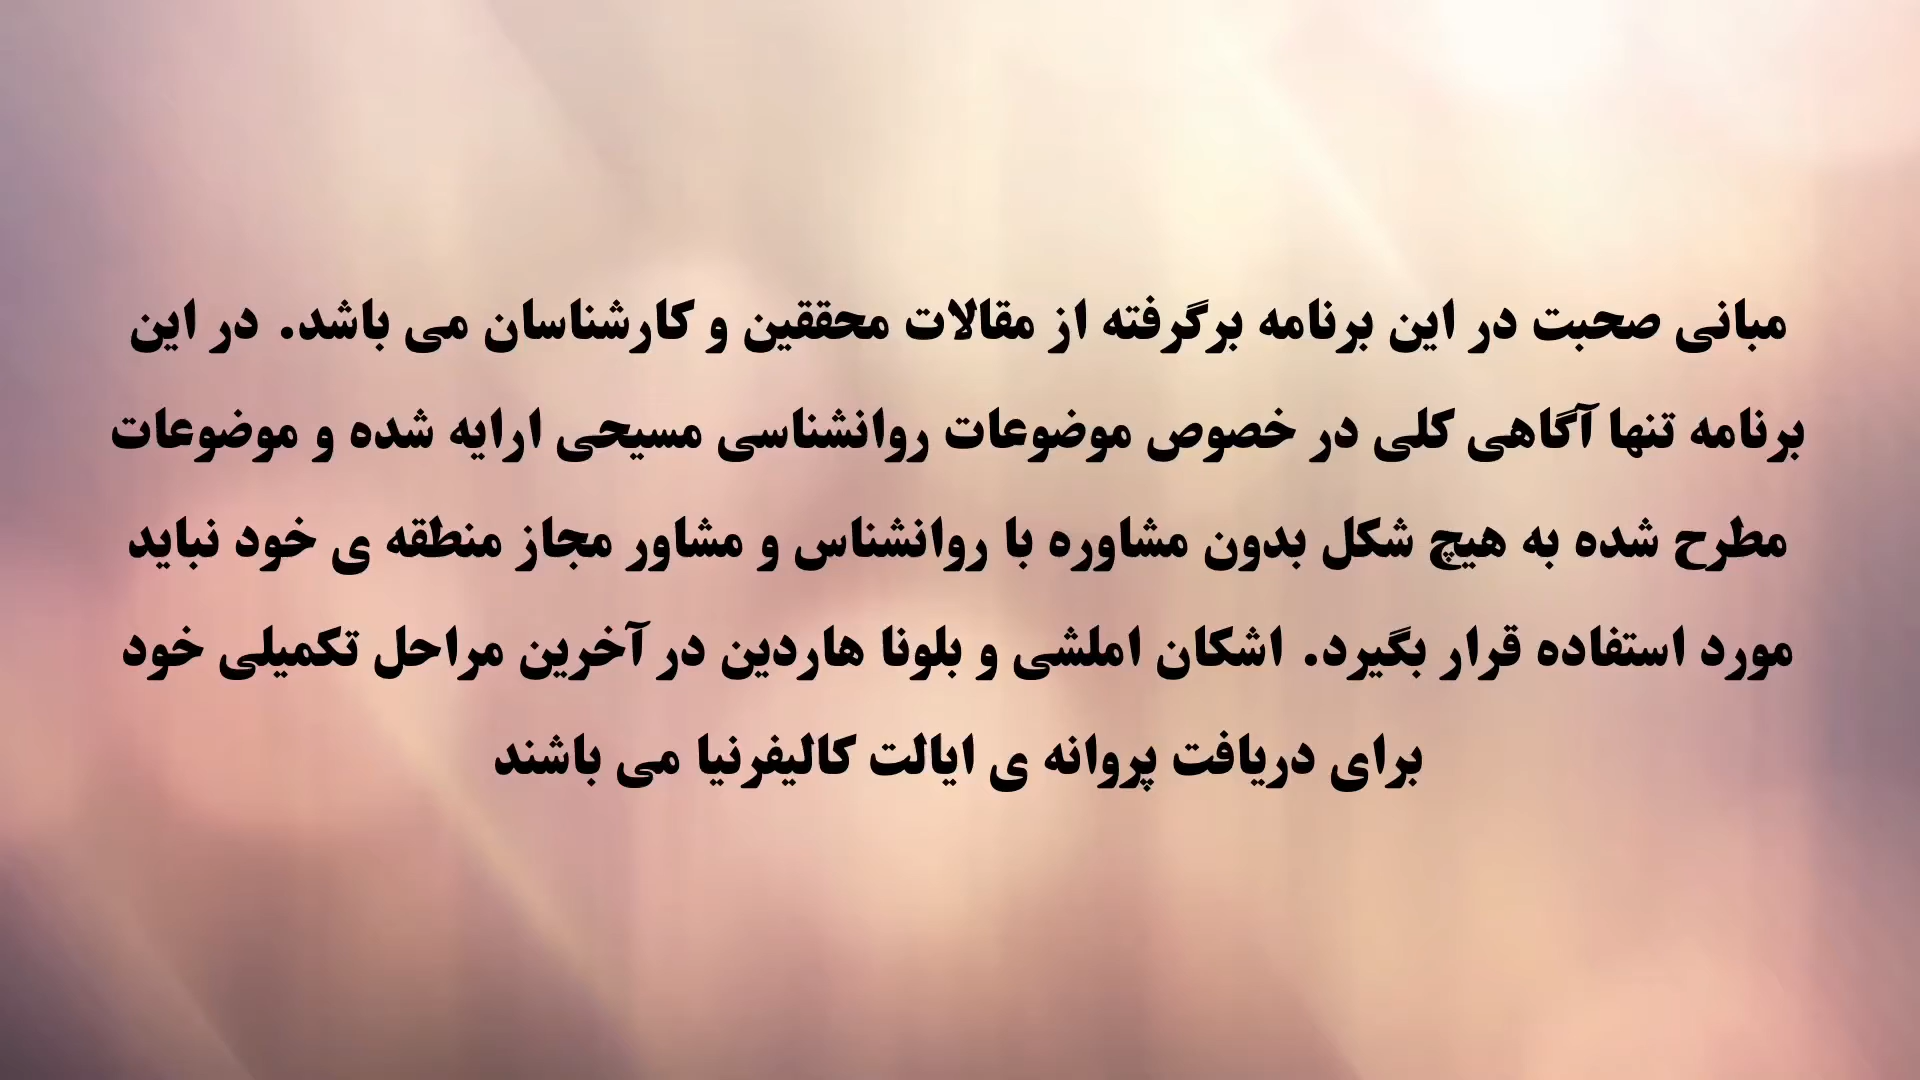 مبانی صحبت در این برنامه برگرفته از مقالات محققین و کارشناسان می باشد. در این
برنامه تنها آگاهی کلی در خصوص موضوعات روانشناسی مسیحی ارایه شده و موضوعات
مطرح شده به هیچ شکل بدون مشاوره با روانشناس و مشاور مجاز منطقه ی خود نباید
مورد استفاده قرار بگیرد. اشکان املشی و بلونا هاردین در آخرین مراحل تکمیلی خود
برای دریافت پروانه ی ایالت کالیفرنیا می باشند